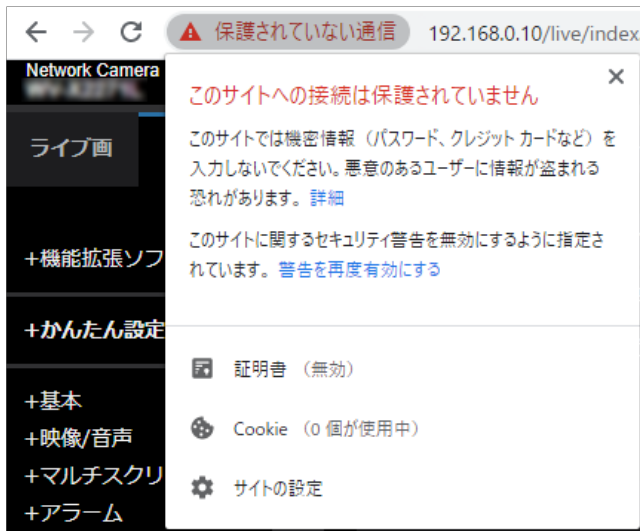 保護されていない通信 192.168.0.10/live/index
Network Camera
ライブ画
+機能拡張ソフ
+かんたん設定
+基本
+映像/音声
+マルチスクリ
+アラーム
このサイトへの接続は保護されていません
このサイトでは機密情報（パスワード、クレジット カードなど）を
入力しないでください。悪意のあるユーザーに情報が盗まれる
恐れがあります。 詳細
このサイトに関するセキュリティ警告を無効にするように指定さ
れています。 警告を再度有効にする
証明書 （無効）
Cookie （0 個が使用中）
サイトの設定